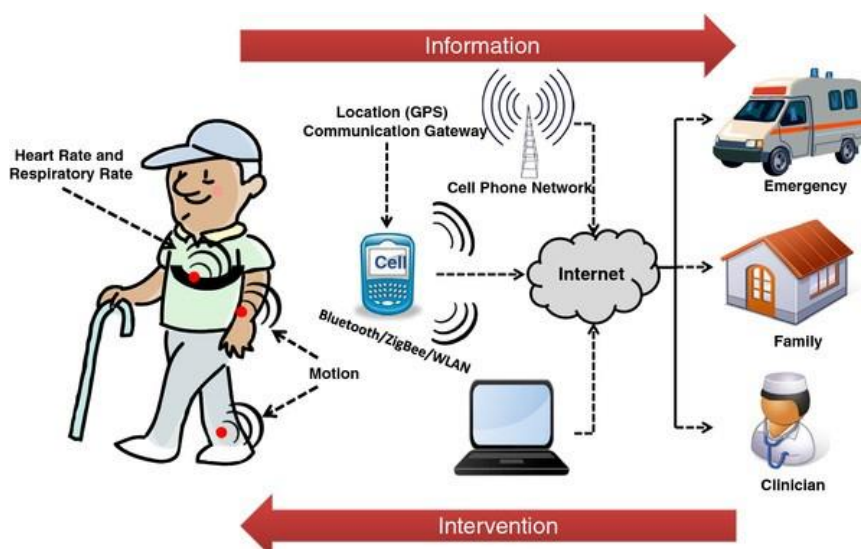 Information
Location (GPS)
Communication Gateway
Heart Rate and
Respiratory Rate
Cell Phone Network
Emergency
Cell
Internet
Bluetooth/ZigBee/WLAN
Family
Motion
Clinician
Intervention